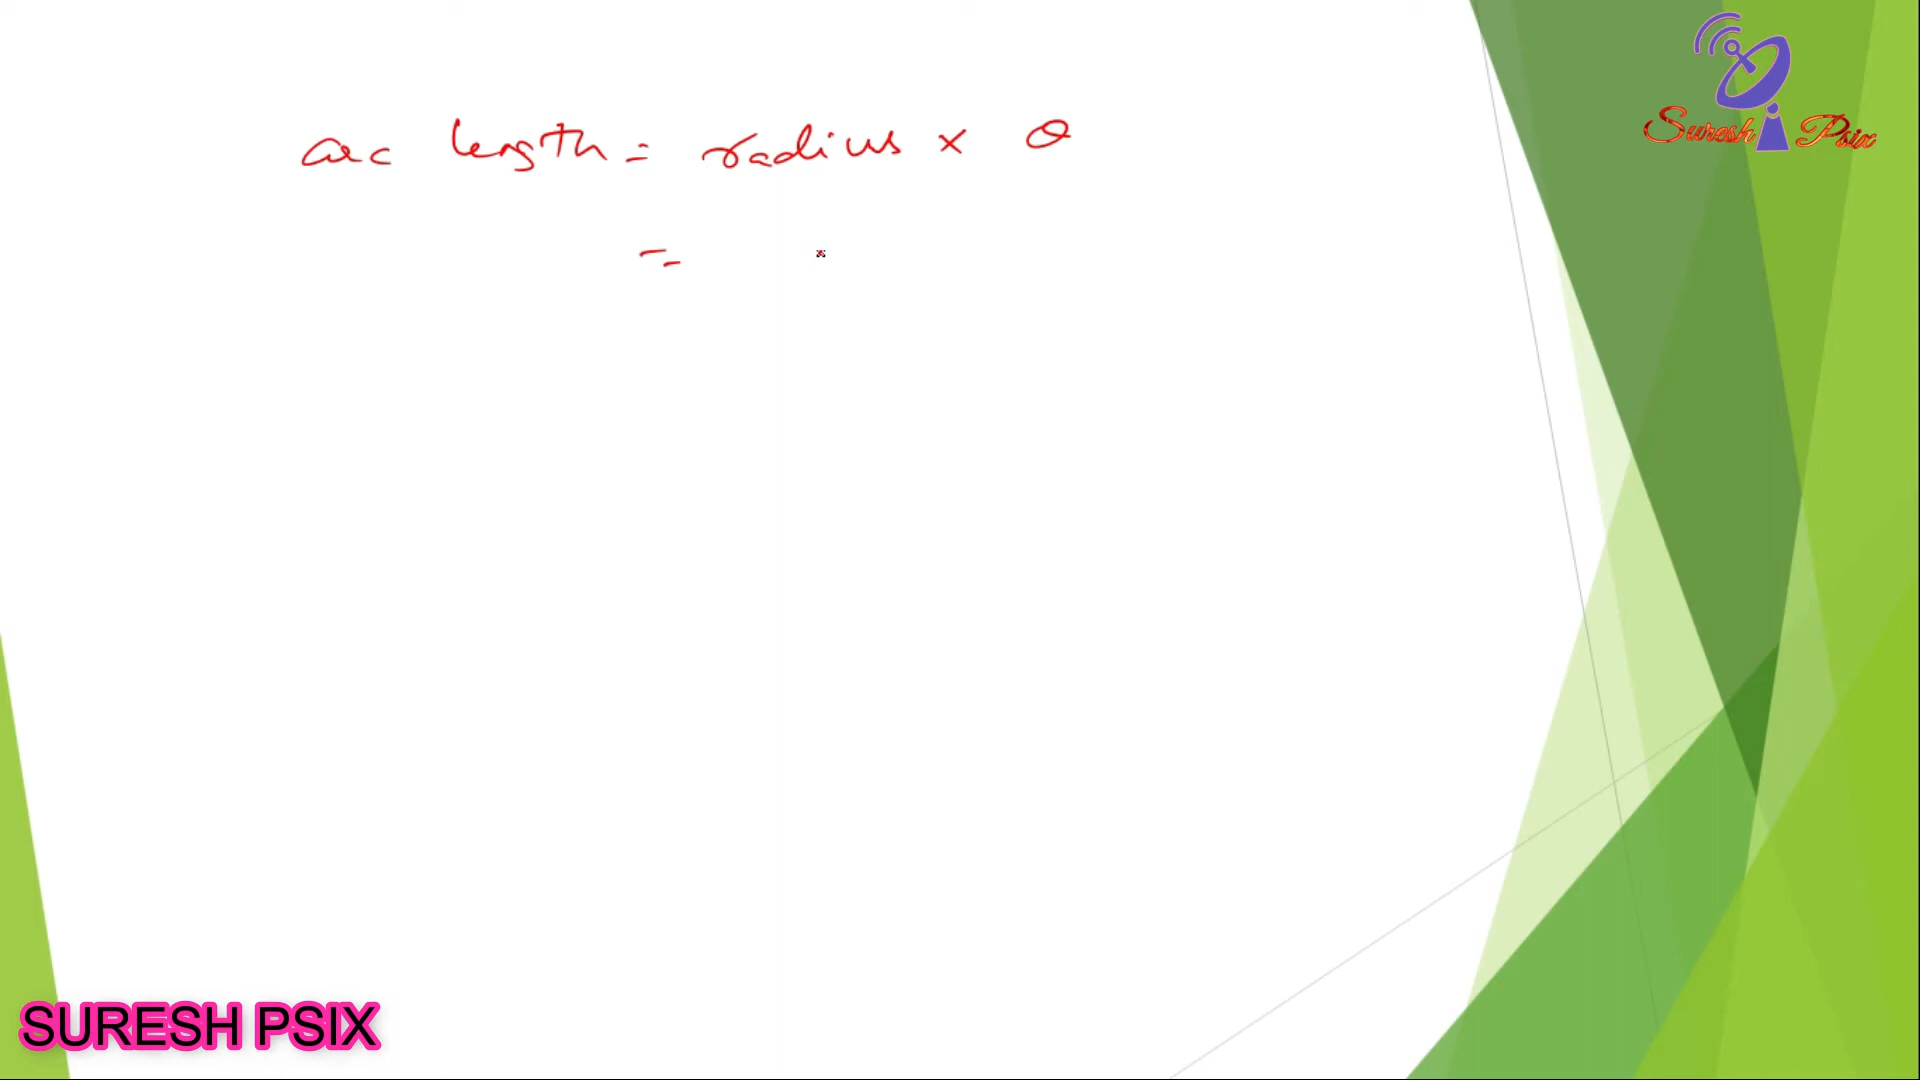 Suresh Psix
arc length = radius × θ
=
SURESH PSIX